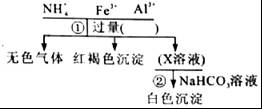 NH₄⁺ Fe³⁺ Al³⁺
① 过量( )
无色气体 红褐色沉淀 (X溶液)
② NaHCO₃溶液
白色沉淀